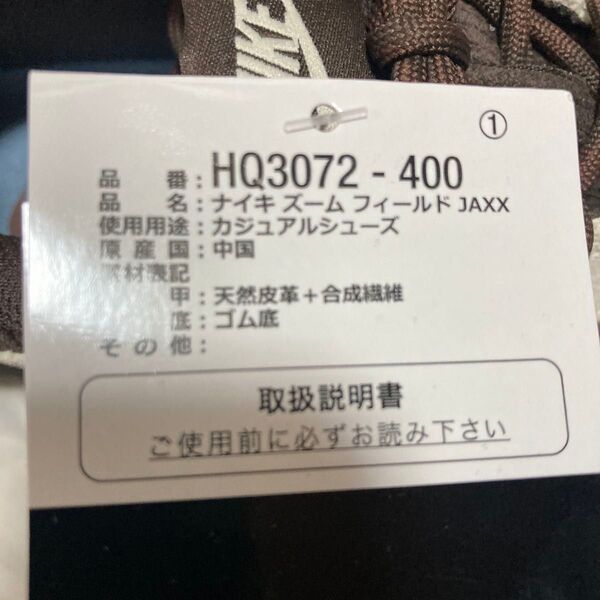 NIKE
①
品番：HQ3072 - 400
品名：ナイキ ズーム フィールド JAXX
使用用途：カジュアルシューズ
原産国：中国
素材表記
甲：天然皮革＋合成繊維
底：ゴム底
その他：
取扱説明書
ご使用前に必ずお読み下さい